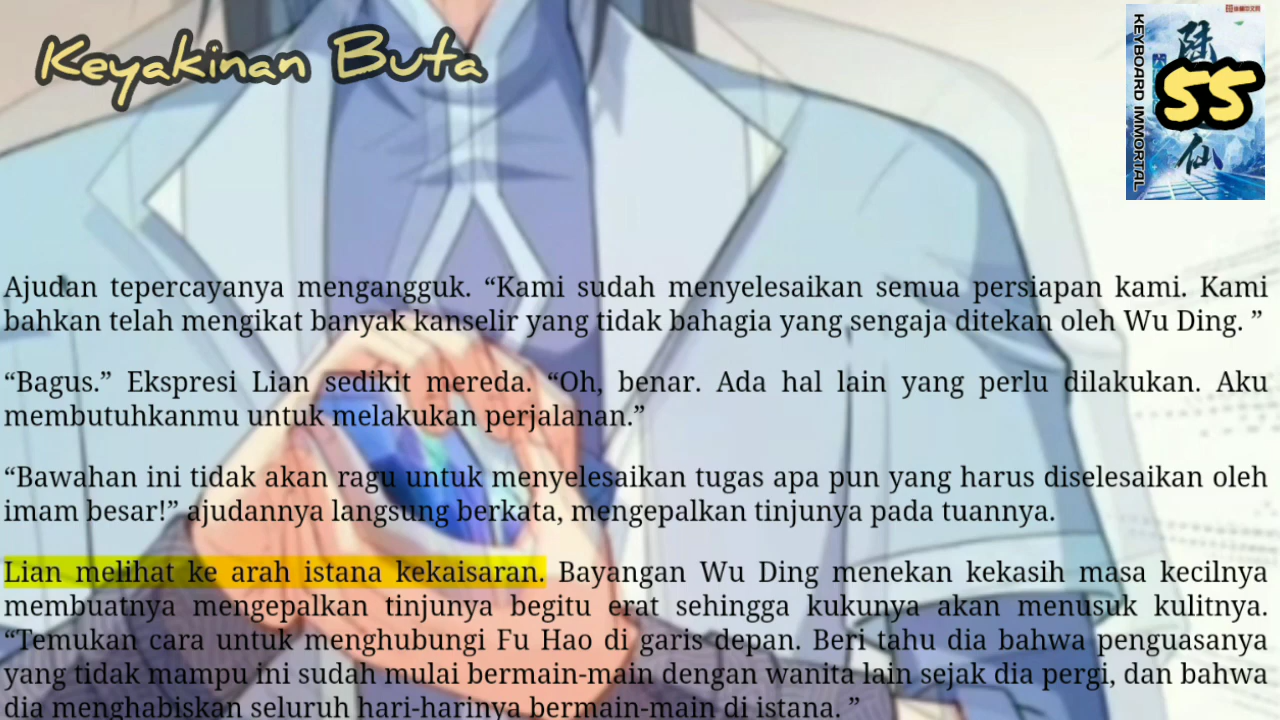 Keyakinan Buta
KEYBOARD IMMORTAL
55
仙
Ajudan tepercayanya mengangguk. “Kami sudah menyelesaikan semua persiapan kami. Kami
bahkan telah mengikat banyak kanselir yang tidak bahagia yang sengaja ditekan oleh Wu Ding. ”
“Bagus.” Ekspresi Lian sedikit mereda. “Oh, benar. Ada hal lain yang perlu dilakukan. Aku
membutuhkanmu untuk melakukan perjalanan.”
“Bawahan ini tidak akan ragu untuk menyelesaikan tugas apa pun yang harus diselesaikan oleh
imam besar!” ajudannya langsung berkata, mengepalkan tinjunya pada tuannya.
Lian melihat ke arah istana kekaisaran. Bayangan Wu Ding menekan kekasih masa kecilnya
membuatnya mengepalkan tinjunya begitu erat sehingga kukunya akan menusuk kulitnya.
“Temukan cara untuk menghubungi Fu Hao di garis depan. Beri tahu dia bahwa penguasanya
yang tidak mampu ini sudah mulai bermain-main dengan wanita lain sejak dia pergi, dan bahwa
dia menghabiskan seluruh hari-harinya bermain-main di istana. ”